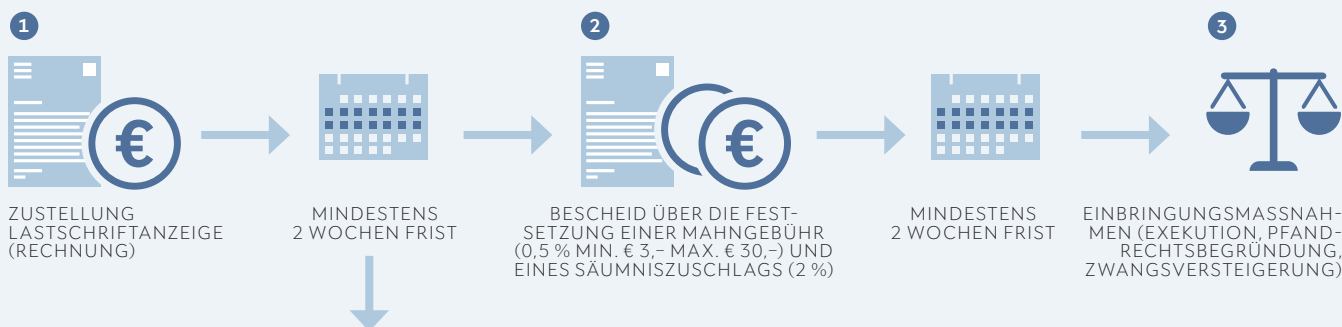 1
ZUSTELLUNG
LASTSCHRIFTANZEIGE
(RECHNUNG)
MINDESTENS
2 WOCHEN FRIST
2
BESCHEID ÜBER DIE FEST-
SETZUNG EINER MAHNGEBÜHR
(0,5 % MIN. € 3,– MAX. € 30,–) UND
EINES SÄUMNISZUSCHLAGS (2 %)
MINDESTENS
2 WOCHEN FRIST
3
EINBRINGUNGSMASSNAH-
MEN (EXEKUTION, PFAND-
RECHTSBEGRÜNDUNG,
ZWANGSVERSTEIGERUNG)
€
€